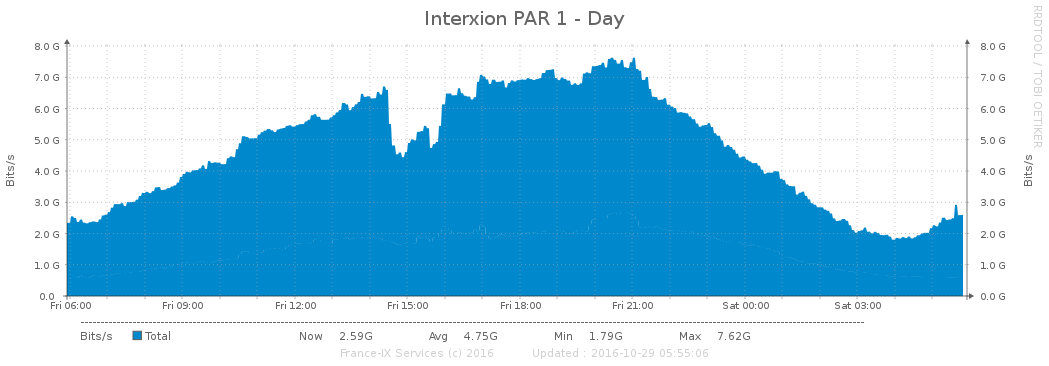 Interxion PAR 1 - Day
RRDTOOL / TOBI OETIKER
Bits/s
8.0 G 8.0 G
7.0 G 7.0 G
6.0 G 6.0 G
5.0 G 5.0 G
4.0 G 4.0 G
3.0 G 3.0 G
2.0 G 2.0 G
1.0 G 1.0 G
0.0 0.0 G
Bits/s
Fri 06:00 Fri 09:00 Fri 12:00 Fri 15:00 Fri 18:00 Fri 21:00 Sat 00:00 Sat 03:00
Bits/s Total Now 2.59G Avg 4.75G Min 1.79G Max 7.62G
France-IX Services (c) 2016 Updated : 2016-10-29 05:55:06